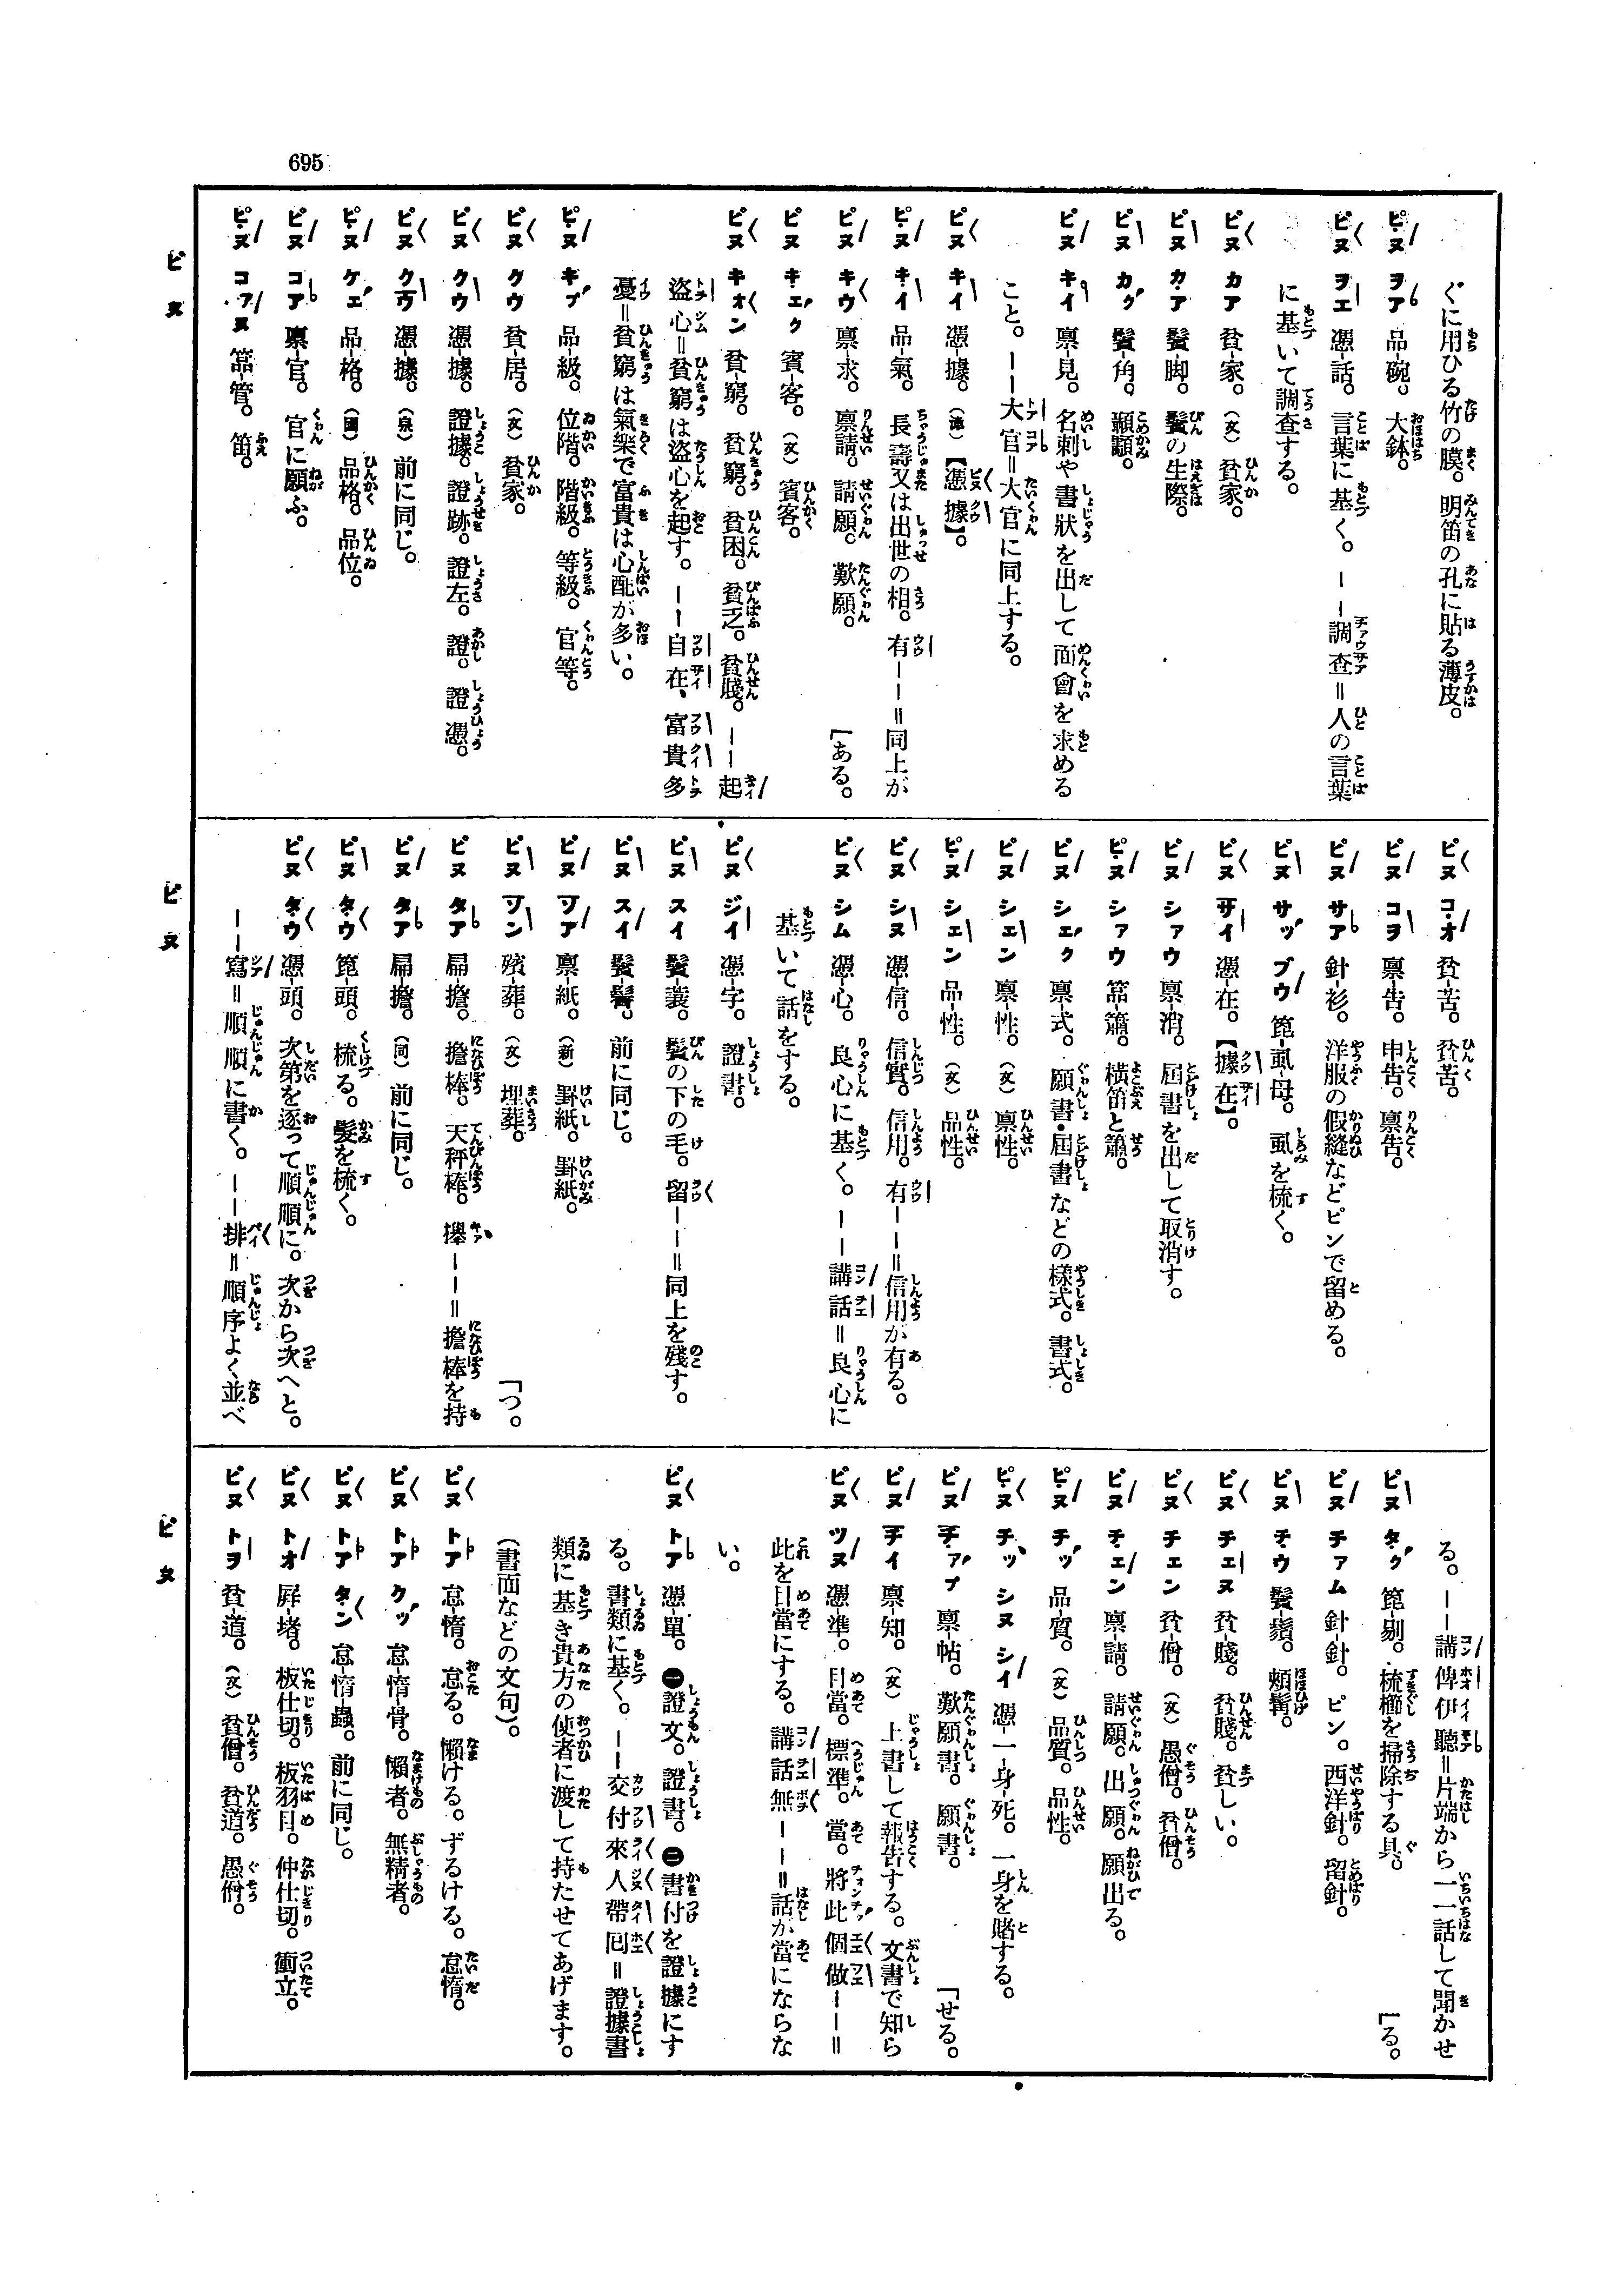 695
ピヌ
ぐに用ひる竹の膜。明笛の孔に貼る薄皮。
ピヌ ヲア 品-碗。大鉢。
ピヌ ヲエ 憑-話。言葉に基く。――調査=人の言葉
に基いて調査する。
ピヌ カア 貧-家。(文)貧家。
ピヌ カア 鬢-脚。鬢の生際。
ピヌ カク 鬢-角。顳顬。
ピヌ キイ 禀-見。名刺や書狀を出して面會を求める
こと。――大官=大官に同上する。
ピヌ キイ 憑-據。(漳)【憑據】。
ピヌ キイ 品-氣。長壽又は出世の相。有――=同上が
ピヌ キウ 禀-求。禀請。請願。歎願。 「ある。
ピヌ キエク 賓-客。(文)賓客。
ピヌ キオン 貧-窮。貧窮。貧困。貧乏。貧賤。――起
盜心=貧窮は盜心を起す。――自在、富貴多
憂=貧窮は氣樂で富貴は心配が多い。
ピヌ キプ 品-級。位階。階級。等級。官等。
ピヌ クウ 貧-居。(文)貧家。
ピヌ クウ 憑-據。證據。證跡。證左。證。證憑。
ピヌ クヲ 憑-據。(泉)前に同じ。
ピヌ ケエ 品-格。(同)品格。品位。
ピヌ コア 禀-官。官に願ふ。
ピヌ コアヌ 箫-管。笛。
ピヌ
ピヌ コオ 貧-苦。貧苦。
ピヌ コヲ 禀-告。申告。禀告。
ピヌ サア 針-衫。洋服の假縫などピンで留める。
ピヌ サッ ブウ 篦-虱-母。虱を梳く。
ピヌ サイ 憑-在。【據在】。
ピヌ シァウ 禀-消。屆書を出して取消す。
ピヌ シァウ 簫。橫笛と簫。
ピヌ シエク 禀-式。願書・屆書などの樣式。書式。
ピヌ シェン 禀-性。(文)禀性。
ピヌ シェン 品-性。(文)品性。
ピヌ シヌ 憑-信。信實。信用。有――=信用が有る。
ピヌ シム 憑-心。良心に基く。――講話=良心に
基いて話をする。
ピヌ ジイ 憑-字。證書。
ピヌ スイ 鬢-蓑。鬢の下の毛。留――=同上を殘す。
ピヌ スイ 鬢-鬚。前に同じ。
ピヌ ツァ 禀-紙。(新)罫紙。罫紙。
ピヌ ツン 殯-葬。(文)埋葬。 「つ。
ピヌ タア 扁-擔。擔棒。天秤棒。攑――=擔棒を持
ピヌ タア 扁-擔。(同)前に同じ。
ピヌ タウ 篦-頭。梳る。髮を梳く。
ピヌ タウ 憑-頭。次第を逐って順順に。次から次へと。
――寫=順順に書く。――排=順序よく並べ
ピヌ
る。――講俾伊聽=片端から一一話して聞かせ
ピヌ タク 篦-剔。梳櫛を掃除する具。 「る。
ピヌ チァム 針-針。ピン。西洋針。留針。
ピヌ チウ 鬢-鬚。頰髯。
ピヌ チェヌ 貧-賤。貧賤。貧しい。
ピヌ チェン 貧-僧。(文)愚僧。貧僧。
ピヌ チェン 禀-請。請願。出願。願出る。
ピヌ チッ 品-質。(文)品質。品性。
ピヌ チッ シヌ シイ 憑-一-身-死。一身を賭する。
ピヌ チァプ 禀-帖。歎願書。願書。 「せる。
ピヌ チイ 禀-知。(文)上書して報告する。文書で知ら
ピヌ ツヌ 憑-準。目當。標準。當。將此個做――=
此を目當にする。講話無――=話が當にならな
い。
ピヌ トア 憑-單。㊀證文。證書。㊁書付を證據にす
る。書類に基く。――交付來人帶囘=證據書
類に基き貴方の使者に渡して持たせてあげます。
(書面などの文句)。
ピヌ トア 怠-惰。怠る。懶ける。ずるける。怠惰。
ピヌ トア クッ 怠-惰-骨。懶者。無精者。
ピヌ トア タン 怠-惰-蟲。前に同じ。
ピヌ トオ 屛-堵。板仕切。板羽目。仲仕切。衝立。
ピヌ トヲ 貧-道。(文)貧僧。貧道。愚僧。
ピヌ